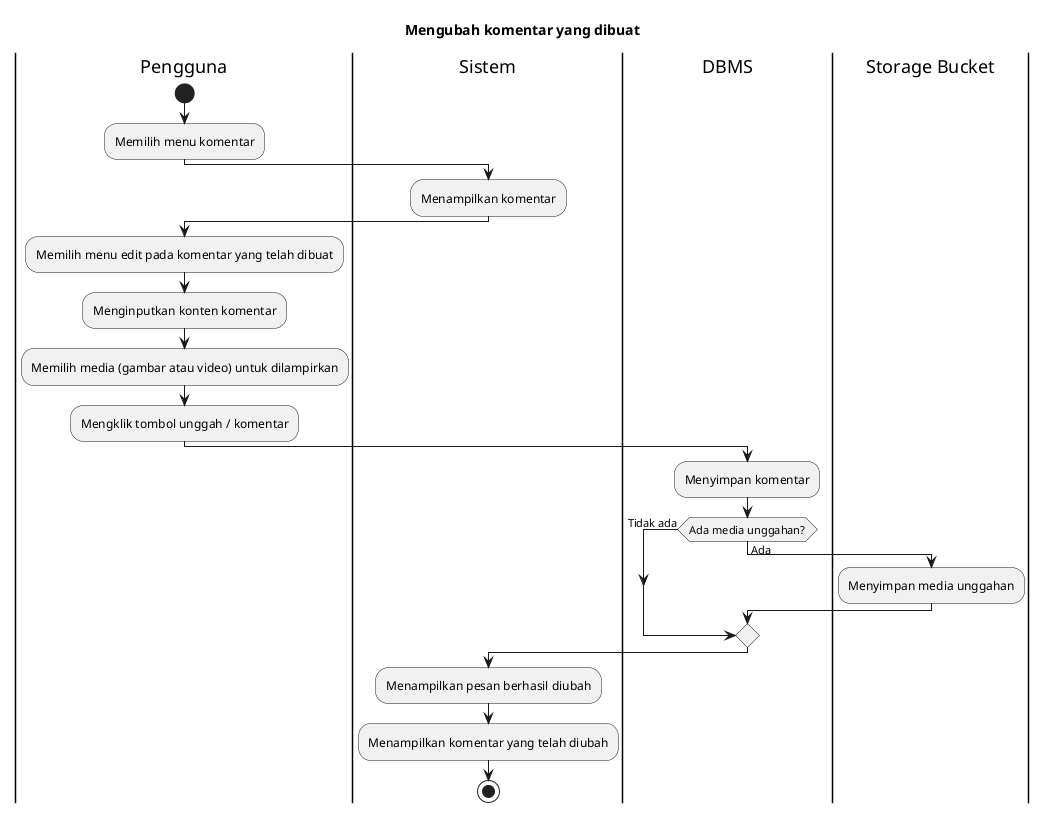 Mengubah komentar yang dibuat
Pengguna
Sistem
DBMS
Storage Bucket
Memilih menu komentar
Menampilkan komentar
Memilih menu edit pada komentar yang telah dibuat
Menginputkan konten komentar
Memilih media (gambar atau video) untuk dilampirkan
Mengklik tombol unggah / komentar
Menyimpan komentar
Tidak ada
Ada media unggahan?
Ada
Menyimpan media unggahan
Menampilkan pesan berhasil diubah
Menampilkan komentar yang telah diubah